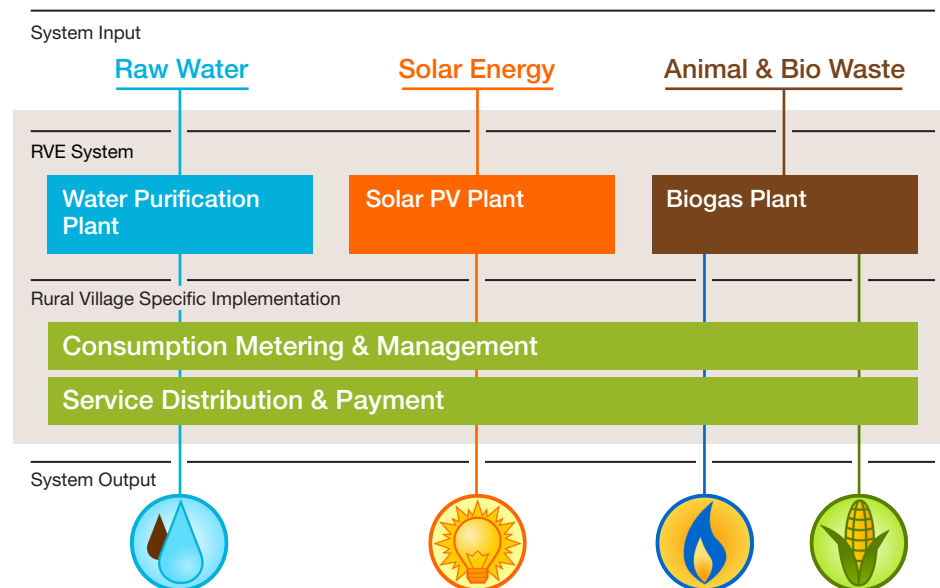 System Input
Raw Water
Solar Energy
Animal & Bio Waste
RVE System
Water Purification
Plant
Solar PV Plant
Biogas Plant
Rural Village Specific Implementation
Consumption Metering & Management
Service Distribution & Payment
System Output